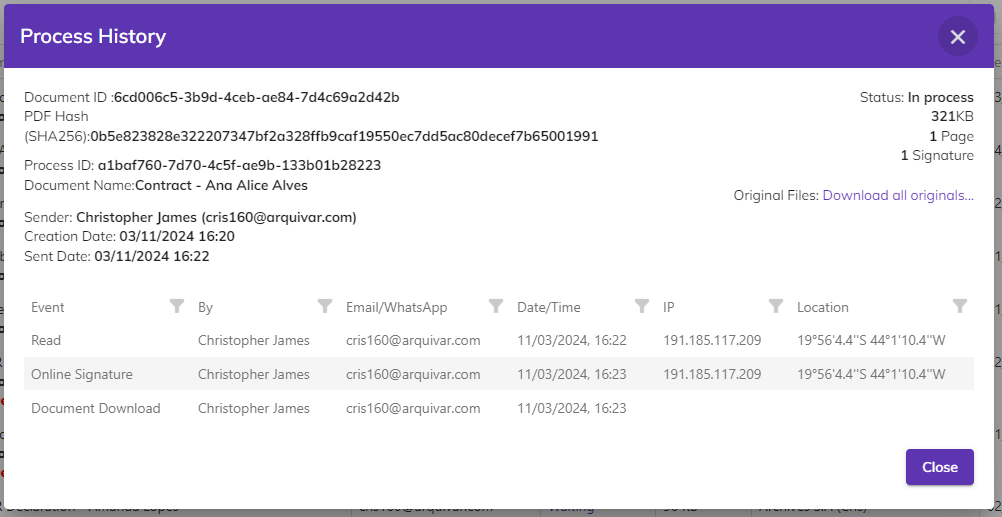 Process History
Document ID :6cd006c5-3b9d-4ceb-ae84-7d4c69a2d42b
PDF Hash
(SHA256):0b5e823828e322207347bf2a328ffb9caf19550ec7dd5ac80decef7b65001991
Process ID: a1baf760-7d70-4c5f-ae9b-133b01b28223
Document Name:Contract - Ana Alice Alves
Sender: Christopher James (cris160@arquivar.com)
Creation Date: 03/11/2024 16:20
Sent Date: 03/11/2024 16:22
Status: In process
321KB
1 Page
1 Signature
Original Files: Download all originals...
Event By Email/WhatsApp Date/Time IP Location
Read Christopher James cris160@arquivar.com 11/03/2024, 16:22 191.185.117.209 19°56'4.4"S 44°1'10.4"W
Online Signature Christopher James cris160@arquivar.com 11/03/2024, 16:23 191.185.117.209 19°56'4.4"S 44°1'10.4"W
Document Download Christopher James cris160@arquivar.com 11/03/2024, 16:23
Close